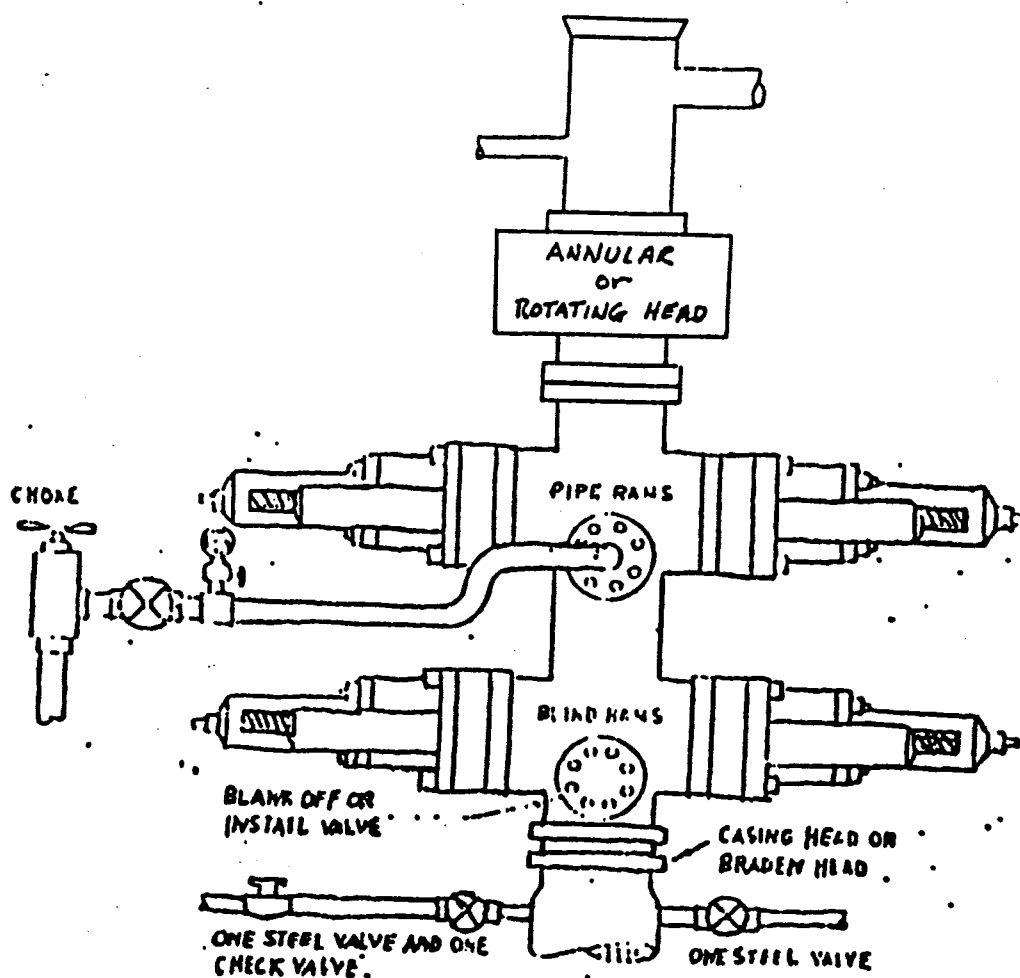 ANNULAR
or
ROTATING HEAD
PIPE RAMS
CHOKE
BLIND RAMS
BLANK OFF OR
INSTALL VALVE
CASING HEAD OR
BRADEN HEAD
ONE STEEL VALVE AND ONE
CHECK VALVE.
ONE STEEL VALVE